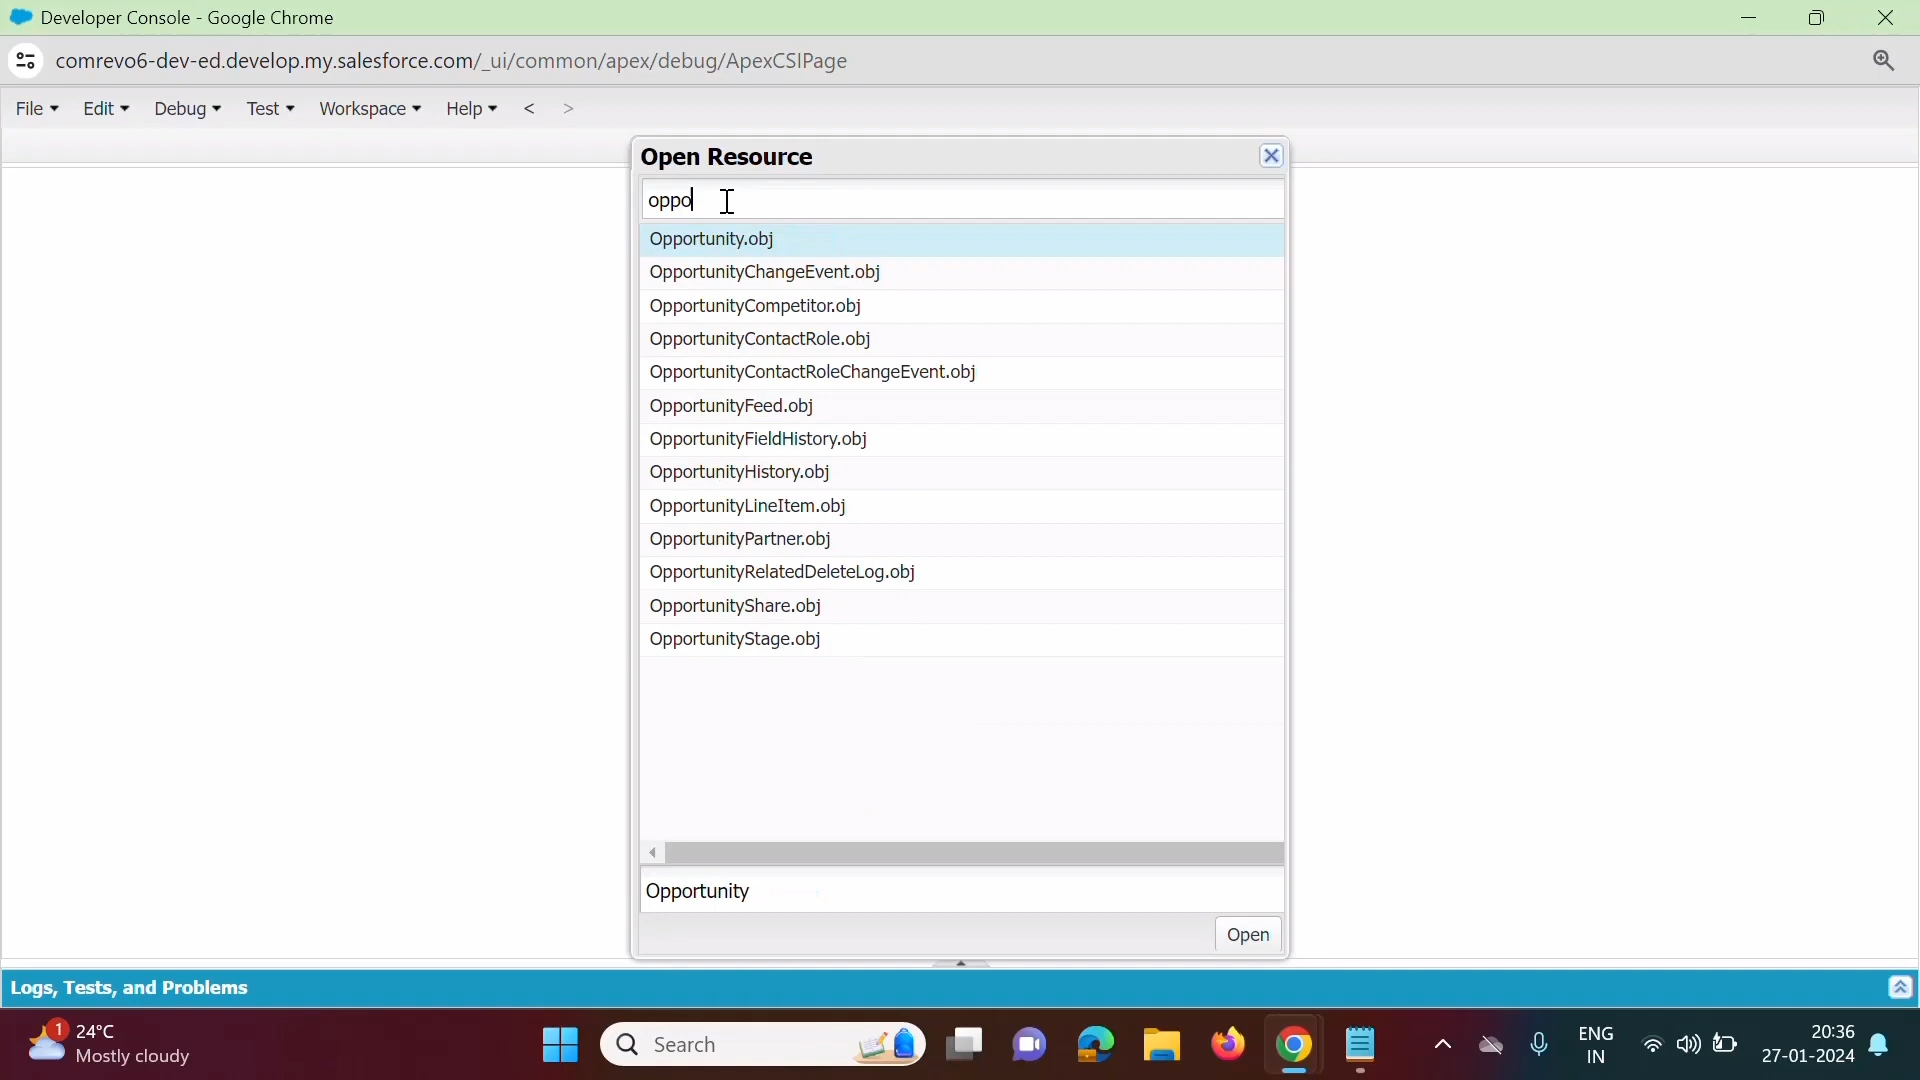 Developer Console - Google Chrome
comrevo6-dev-ed.develop.my.salesforce.com/_ui/common/apex/debug/ApexCSIPage
File Edit Debug Test Workspace Help < >
Open Resource
oppo
Opportunity.obj
OpportunityChangeEvent.obj
OpportunityCompetitor.obj
OpportunityContactRole.obj
OpportunityContactRoleChangeEvent.obj
OpportunityFeed.obj
OpportunityFieldHistory.obj
OpportunityHistory.obj
OpportunityLineItem.obj
OpportunityPartner.obj
OpportunityRelatedDeleteLog.obj
OpportunityShare.obj
OpportunityStage.obj
Opportunity
Open
Logs, Tests, and Problems
1
24°C
Mostly cloudy
Search
ENG
IN
20:36
27-01-2024